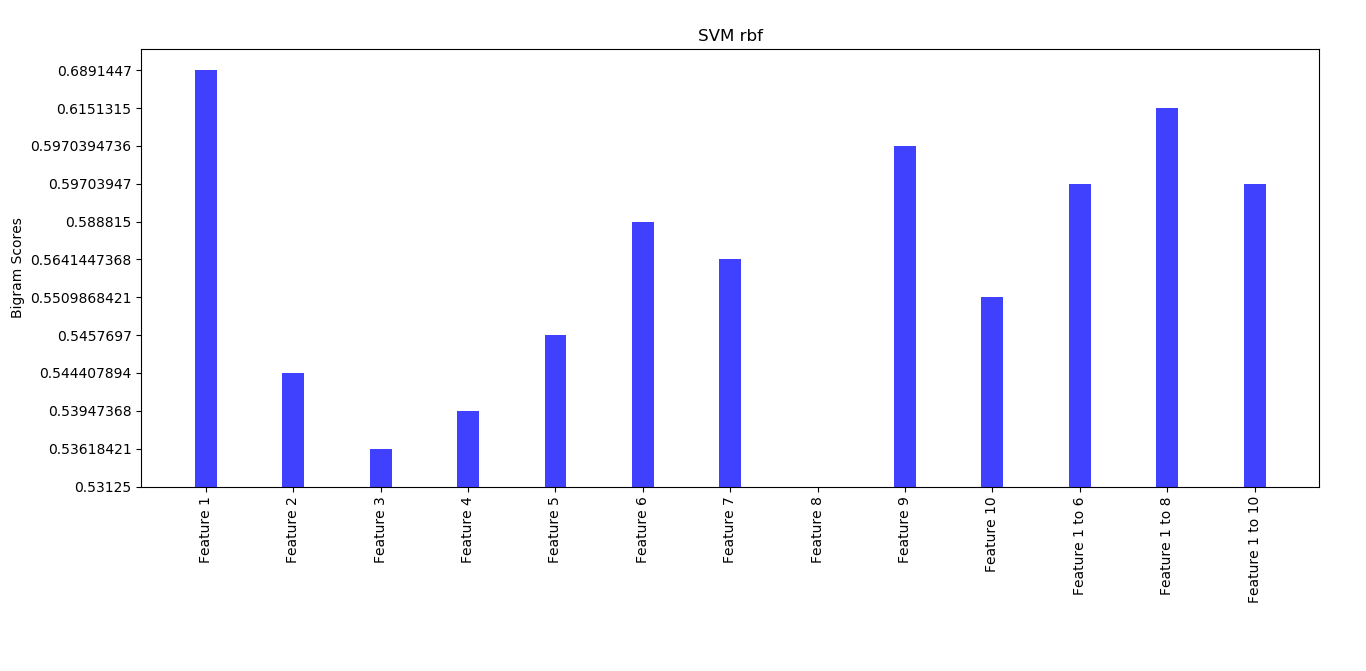 SVM rbf
Bigram Scores
0.6891447
0.6151315
0.5970394736
0.59703947
0.588815
0.5641447368
0.5509868421
0.5457697
0.544407894
0.53947368
0.53618421
0.53125
Feature 1
Feature 2
Feature 3
Feature 4
Feature 5
Feature 6
Feature 7
Feature 8
Feature 9
Feature 10
Feature 1 to 6
Feature 1 to 8
Feature 1 to 10